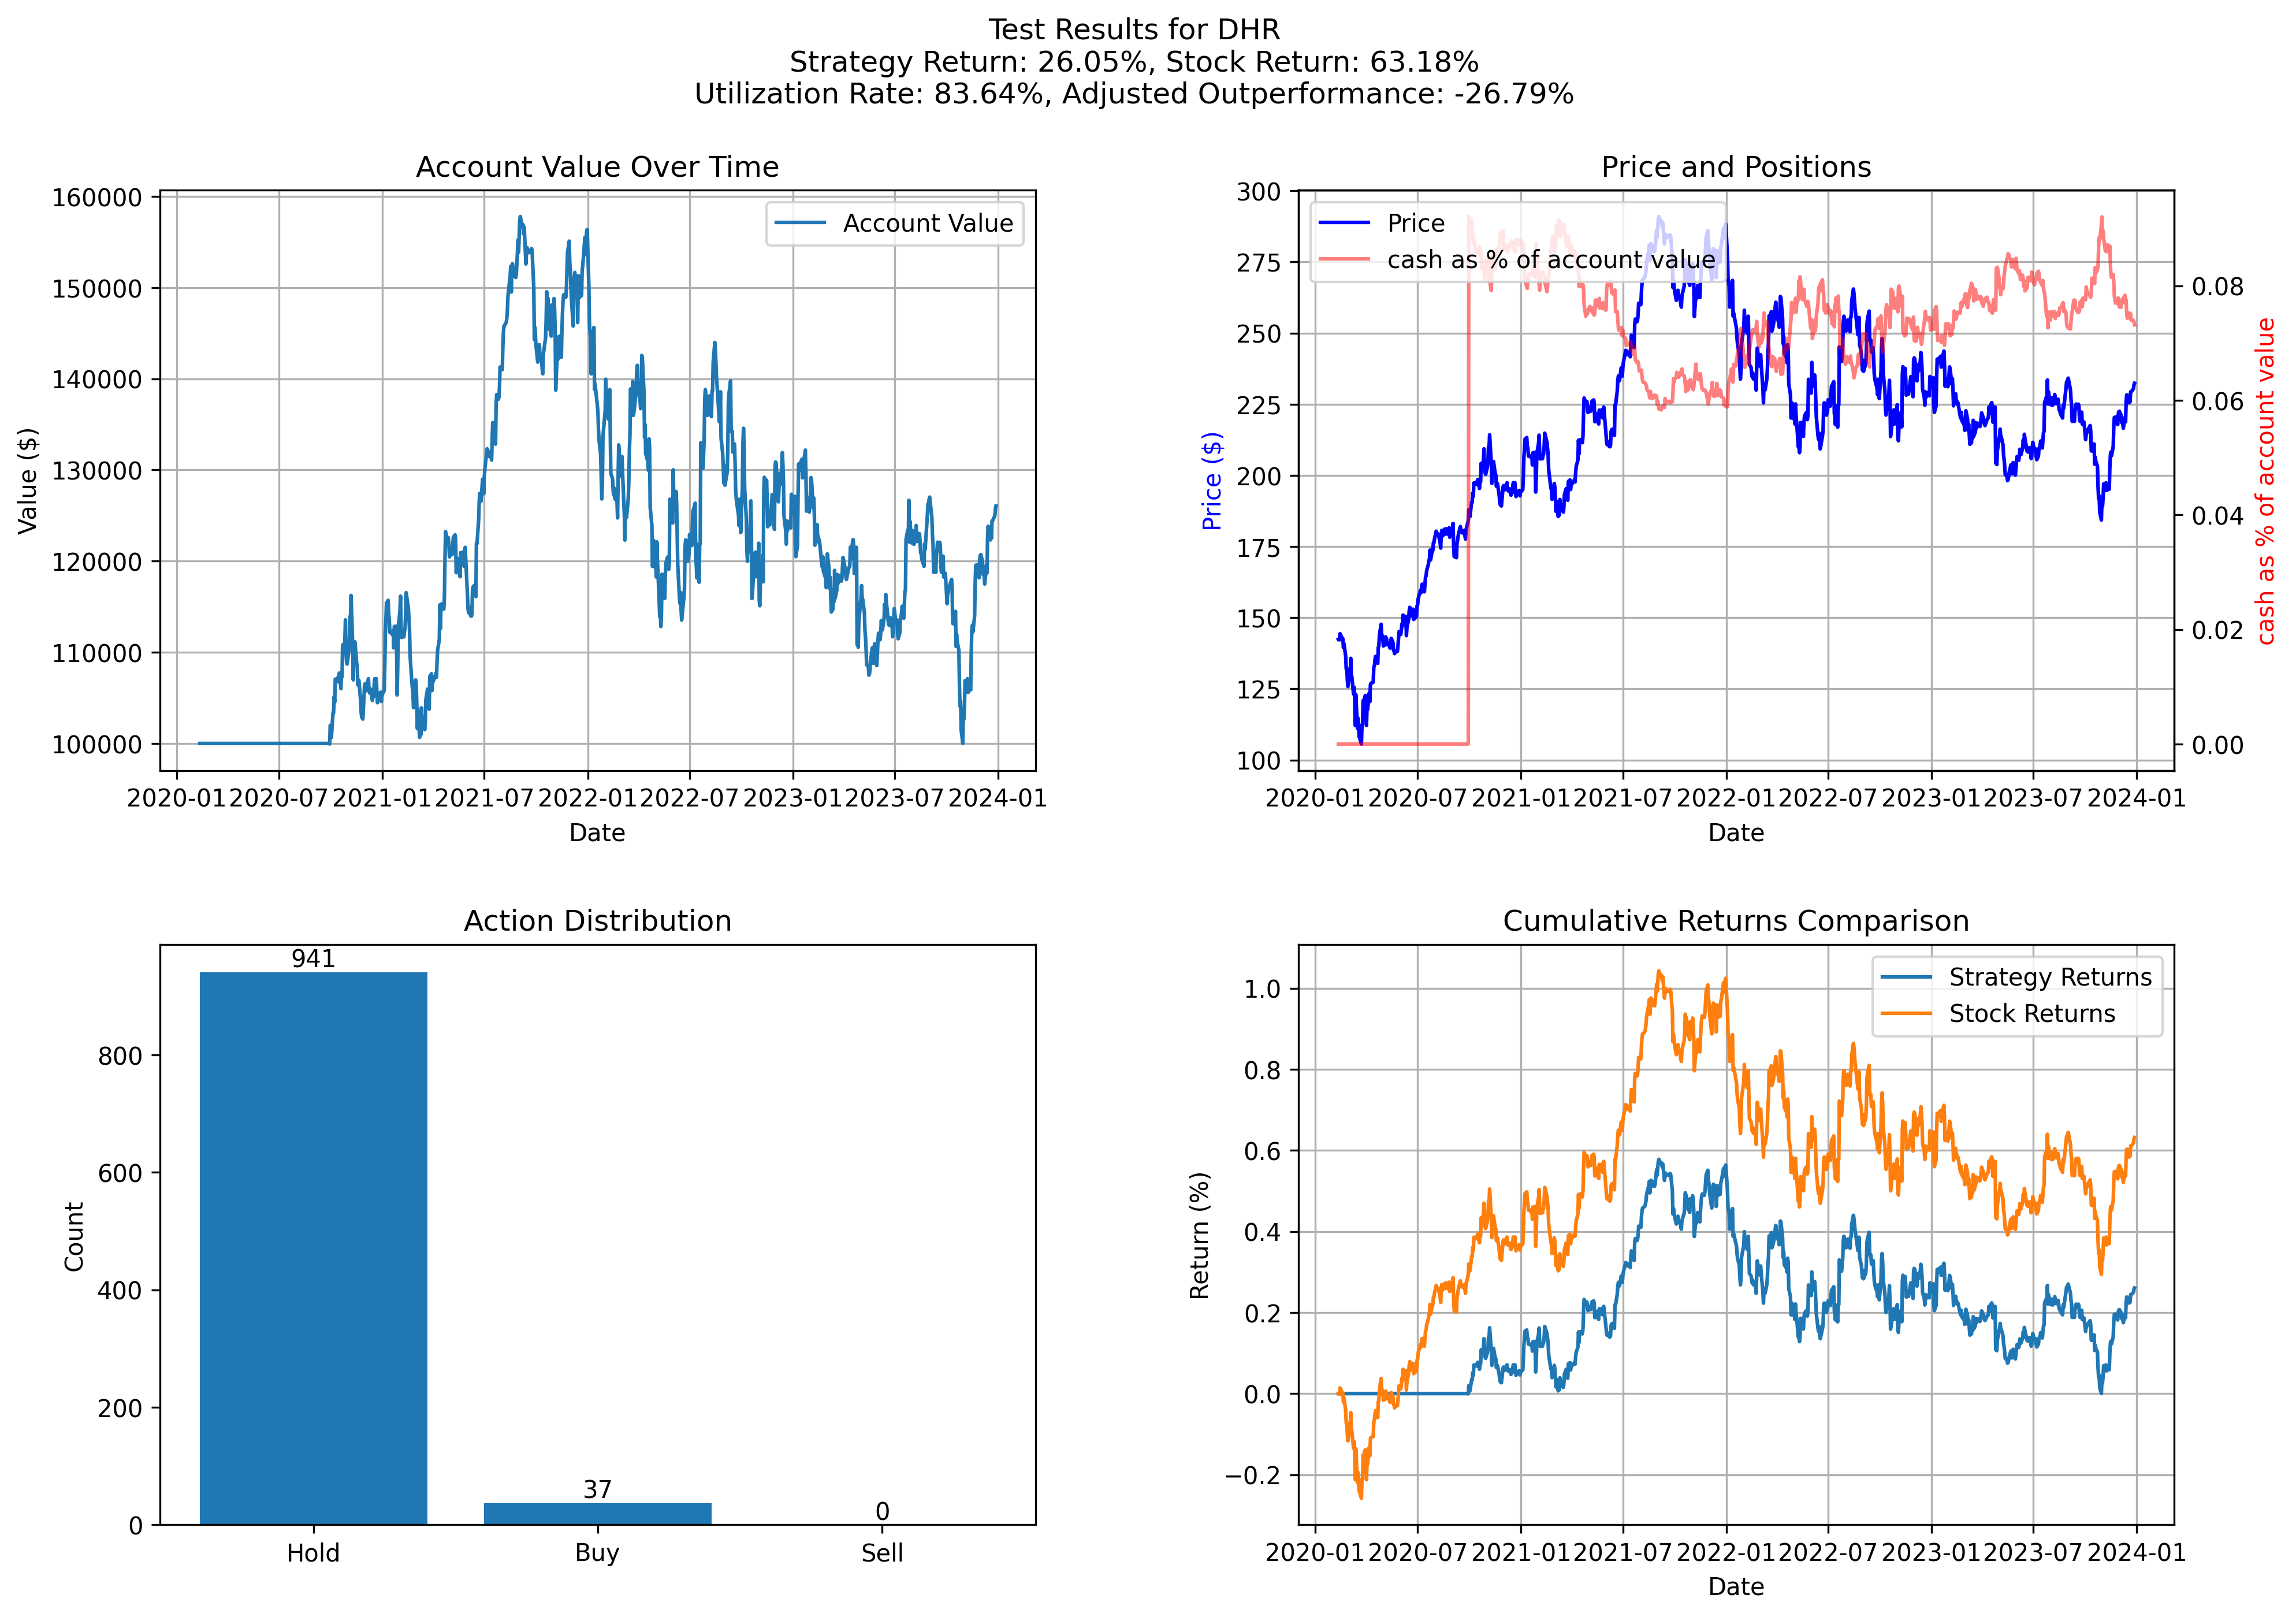 Test Results for DHR
Strategy Return: 26.05%, Stock Return: 63.18%
Utilization Rate: 83.64%, Adjusted Outperformance: -26.79%
Account Value Over Time
Account Value
160000
150000
140000
130000
120000
110000
100000
Value ($)
2020-01 2020-07 2021-01 2021-07 2022-01 2022-07 2023-01 2023-07 2024-01
Date
Price and Positions
Price
cash as % of account value
300
275
250
225
200
175
150
125
100
Price ($)
0.08
0.06
0.04
0.02
0.00
cash as % of account value
2020-01 2020-07 2021-01 2021-07 2022-01 2022-07 2023-01 2023-07 2024-01
Date
Action Distribution
941
37
0
800
600
400
200
0
Count
Hold Buy Sell
Cumulative Returns Comparison
Strategy Returns
Stock Returns
1.0
0.8
0.6
0.4
0.2
0.0
−0.2
Return (%)
2020-01 2020-07 2021-01 2021-07 2022-01 2022-07 2023-01 2023-07 2024-01
Date